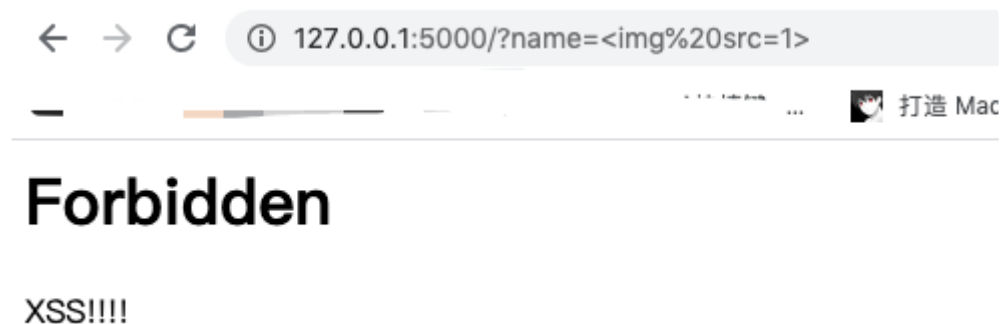 127.0.0.1:5000/?name=<img%20src=1>
... 打造 Mac
Forbidden
XSS!!!!